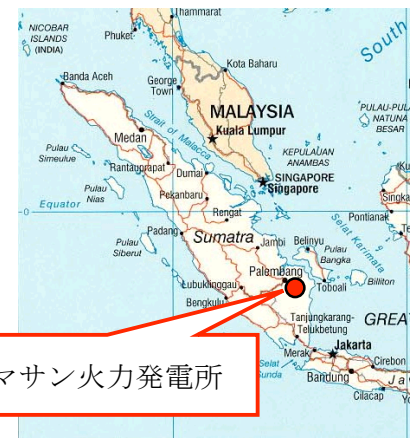 Thammarat
NICOBAR
ISLANDS
(INDIA)
Phuket
South
Banda Aceh
Kota Baharu
George
Town
MALAYSIA
PULAU-PULAU
NATUNA
BESAR
Strait of Malacca
Kuala Lumpur
Medan
KEPULAUAN
ANAMBAS
Pulau
Simeulue
Rantauprapat
Dumai
SINGAPORE
Singapore
Pulau
Nias
Pekanbaru
Equator
0
Rengat
Pontianak
Padang
Sumatra
Selat Karimata
Pulau
Siberut
Jambi
Belinyu
Pulau
Bangka
Palembang
Lubuklinggau
Toboali
Billiton
Bengkulu
Tanjungkarang-
Telukbetung
GREA
Merak
Jakarta
マサン火力発電所
Selat
Sunda
Cirebon
Bandung
Ja
Cilacap